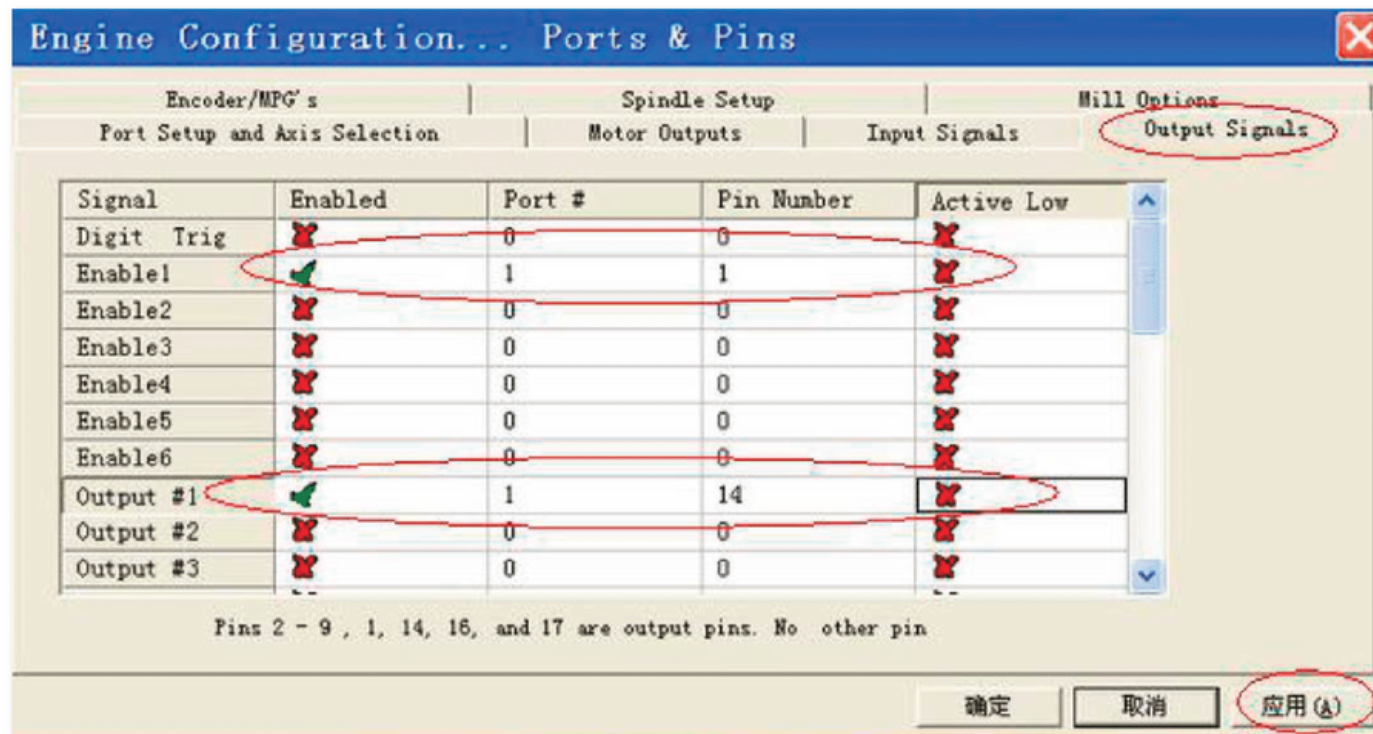 Engine Configuration... Ports & Pins
Encoder/MPG's Spindle Setup Mill Options
Port Setup and Axis Selection Motor Outputs Input Signals Output Signals
Signal Enabled Port # Pin Number Active Low
Digit Trig 0 0
Enable1 1 1
Enable2 0 0
Enable3 0 0
Enable4 0 0
Enable5 0 0
Enable6 0 0
Output #1 1 14
Output #2 0 0
Output #3 0 0
Pins 2 - 9 , 1, 14, 16, and 17 are output pins. No other pin
确定 取消 应用(A)